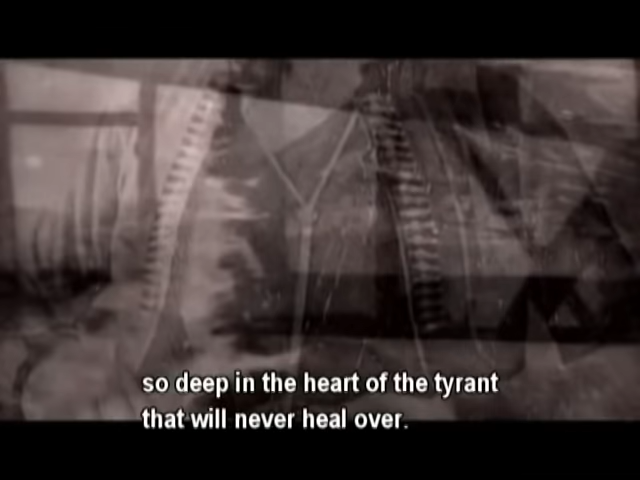 so deep in the heart of the tyrant
that will never heal over.